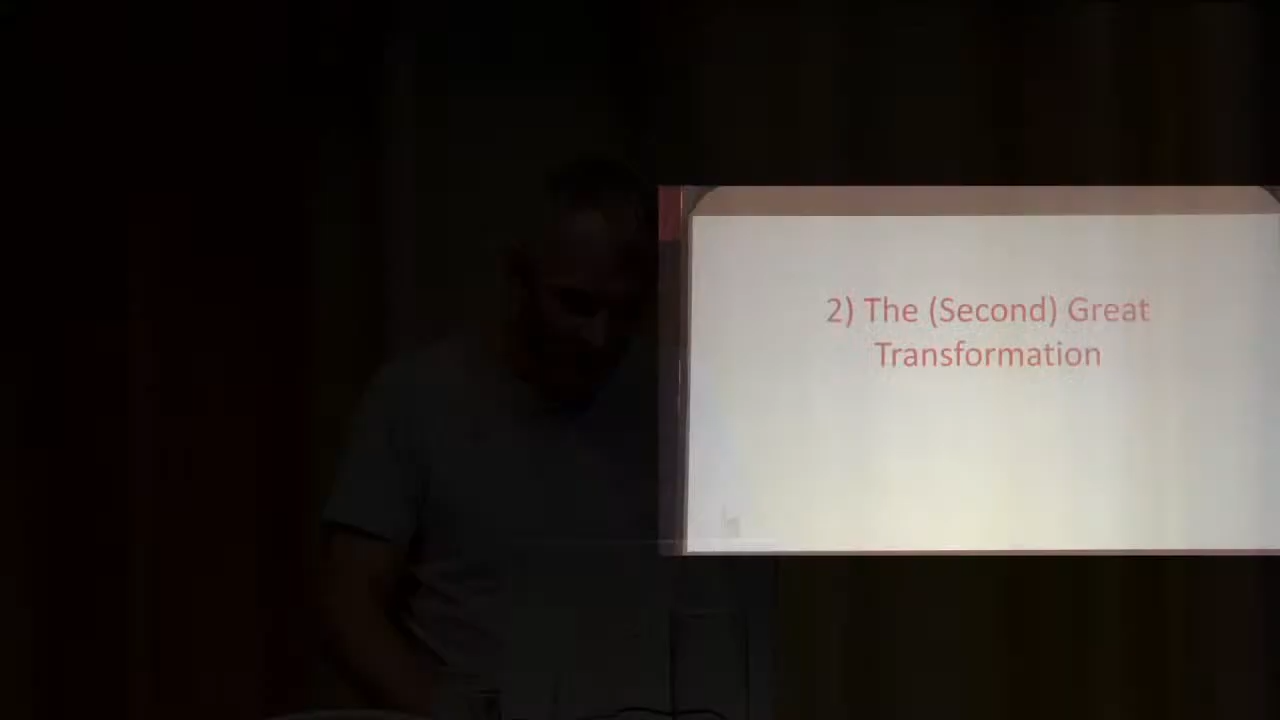 2) The (Second) Great
Transformation